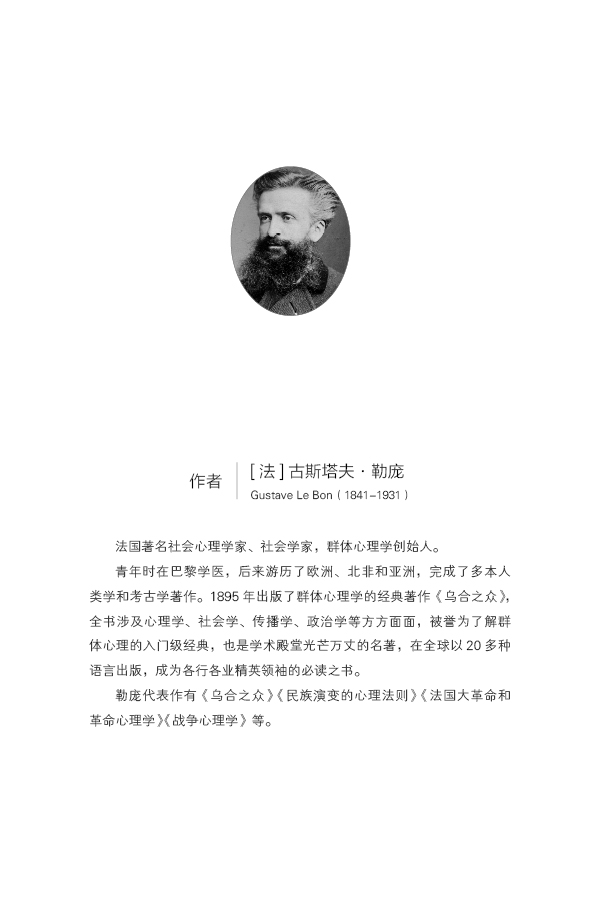 作者
[法]古斯塔夫·勒庞
Gustave Le Bon（1841–1931）
法国著名社会心理学家、社会学家，群体心理学创始人。
青年时在巴黎学医，后来游历了欧洲、北非和亚洲，完成了多本人
类学和考古学著作。1895 年出版了群体心理学的经典著作《乌合之众》，
全书涉及心理学、社会学、传播学、政治学等方方面面，被誉为了解群
体心理的入门级经典，也是学术殿堂光芒万丈的名著，在全球以 20 多种
语言出版，成为各行各业精英领袖的必读之书。
勒庞代表作有《乌合之众》《民族演变的心理法则》《法国大革命和
革命心理学》《战争心理学》等。